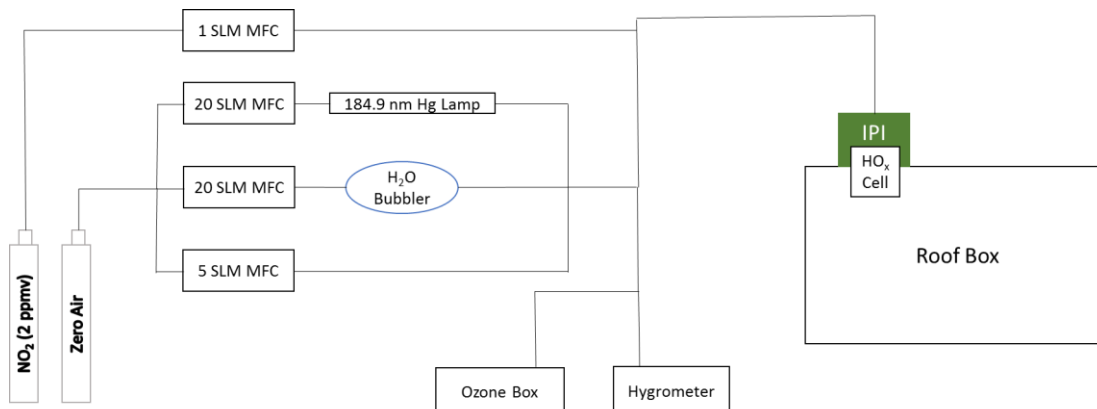 1 SLM MFC
20 SLM MFC
184.9 nm Hg Lamp
20 SLM MFC
H₂O
Bubbler
5 SLM MFC
NO₂ (2 ppmv)
Zero Air
Ozone Box
Hygrometer
IPI
HOₓ
Cell
Roof Box